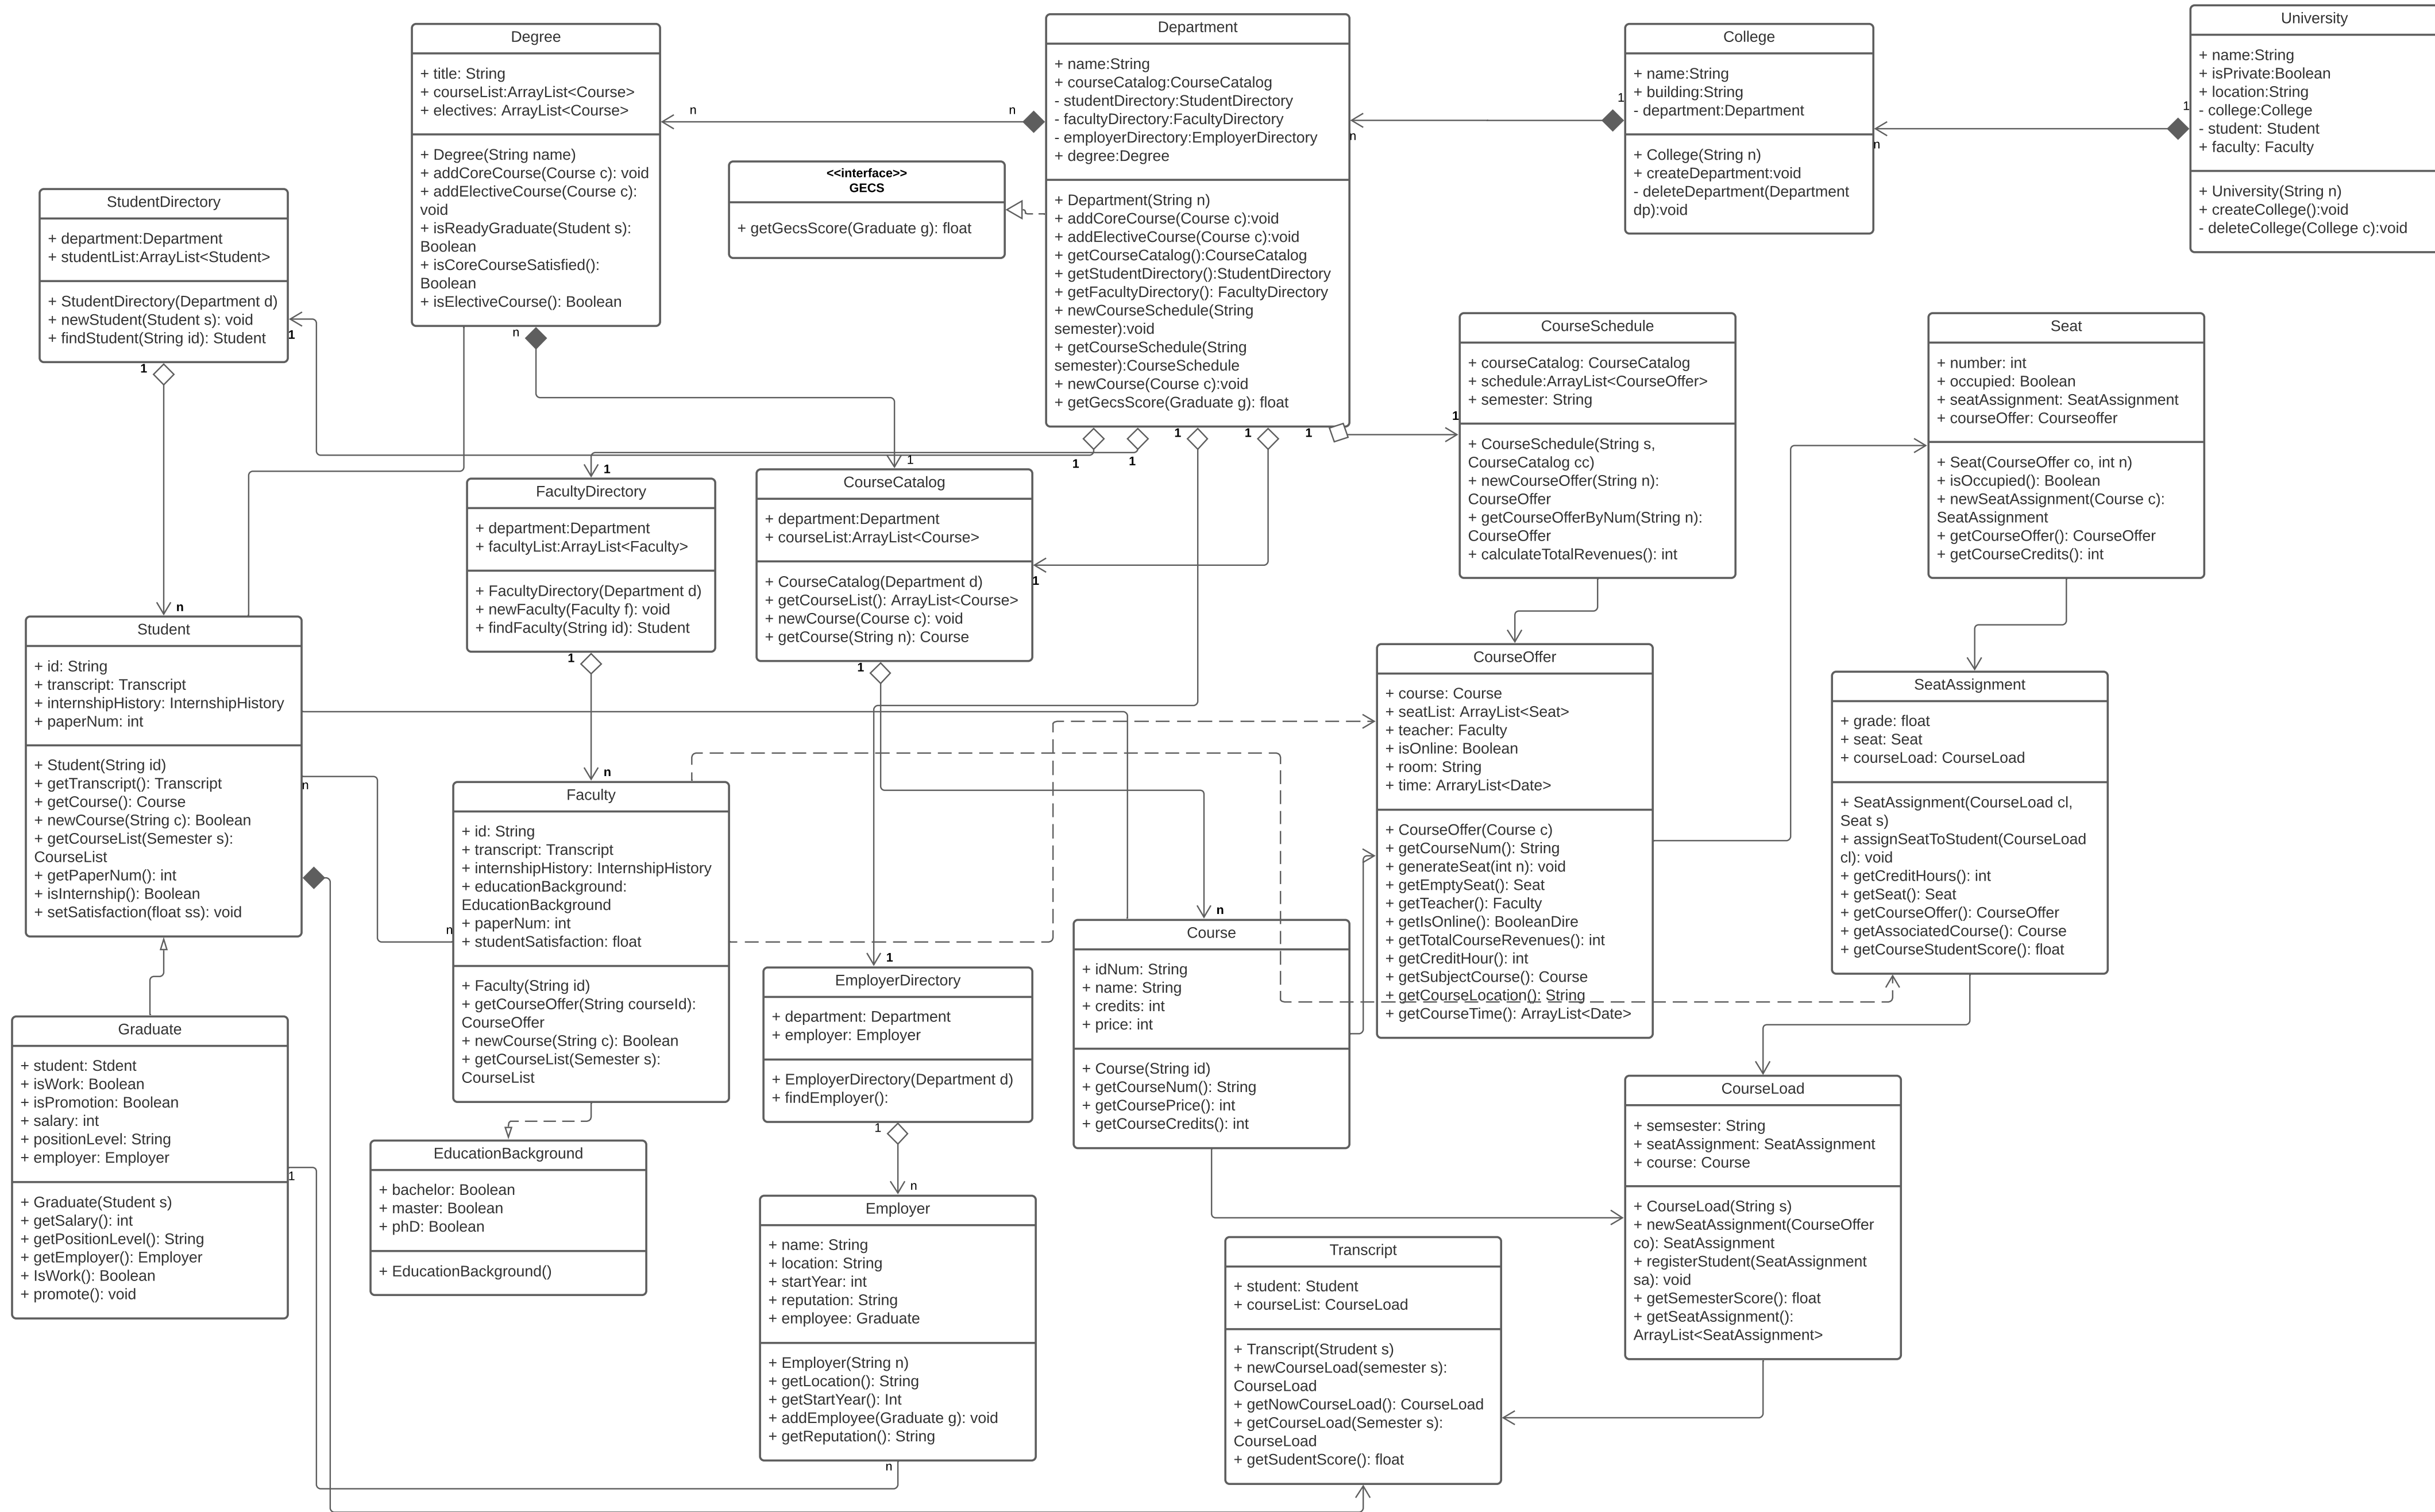 Degree
+ title: String
+ courseList:ArrayList<Course>
+ electives: ArrayList<Course>
+ Degree(String name)
+ addCoreCourse(Course c): void
+ addElectiveCourse(Course c):
void
+ isReadyGraduate(Student s):
Boolean
+ isCoreCourseSatisfied():
Boolean
+ isElectiveCourse(): Boolean
n
n
n
Department
+ name:String
+ courseCatalog:CourseCatalog
- studentDirectory:StudentDirectory
- facultyDirectory:FacultyDirectory
- employerDirectory:EmployerDirectory
+ degree:Degree
+ Department(String n)
+ addCoreCourse(Course c):void
+ addElectiveCourse(Course c):void
+ getCourseCatalog():CourseCatalog
+ getStudentDirectory():StudentDirectory
+ getFacultyDirectory(): FacultyDirectory
+ newCourseSchedule(String
semester):void
+ getCourseSchedule(String
semester):CourseSchedule
+ newCourse(Course c):void
+ getGecsScore(Graduate g): float
n
1
College
+ name:String
+ building:String
- department:Department
+ College(String n)
+ createDepartment:void
- deleteDepartment(Department
dp):void
n
1
University
+ name:String
+ isPrivate:Boolean
+ location:String
- college:College
- student: Student
+ faculty: Faculty
+ University(String n)
+ createCollege():void
- deleteCollege(College c):void
<<interface>>
GECS
+ getGecsScore(Graduate g): float
StudentDirectory
+ department:Department
+ studentList:ArrayList<Student>
+ StudentDirectory(Department d)
+ newStudent(Student s): void
+ findStudent(String id): Student
1
1
1
1
1
1
1
1
1
1
CourseSchedule
+ courseCatalog: CourseCatalog
+ schedule:ArrayList<CourseOffer>
+ semester: String
+ CourseSchedule(String s,
CourseCatalog cc)
+ newCourseOffer(String n):
CourseOffer
+ getCourseOfferByNum(String n):
CourseOffer
+ calculateTotalRevenues(): int
Seat
+ number: int
+ occupied: Boolean
+ seatAssignment: SeatAssignment
+ courseOffer: Courseoffer
+ Seat(CourseOffer co, int n)
+ isOccupied(): Boolean
+ newSeatAssignment(Course c):
SeatAssignment
+ getCourseOffer(): CourseOffer
+ getCourseCredits(): int
FacultyDirectory
+ department:Department
+ facultyList:ArrayList<Faculty>
+ FacultyDirectory(Department d)
+ newFaculty(Faculty f): void
+ findFaculty(String id): Student
1
n
CourseCatalog
+ department:Department
+ courseList:ArrayList<Course>
+ CourseCatalog(Department d)
+ getCourseList(): ArrayList<Course>
+ newCourse(Course c): void
+ getCourse(String n): Course
1
1
n
n
Student
+ id: String
+ transcript: Transcript
+ internshipHistory: InternshipHistory
+ paperNum: int
+ Student(String id)
+ getTranscript(): Transcript
+ getCourse(): Course
+ newCourse(String c): Boolean
+ getCourseList(Semester s):
CourseList
+ getPaperNum(): int
+ isInternship(): Boolean
+ setSatisfaction(float ss): void
n
n
Faculty
+ id: String
+ transcript: Transcript
+ internshipHistory: InternshipHistory
+ educationBackground:
EducationBackground
+ paperNum: int
+ studentSatisfaction: float
+ Faculty(String id)
+ getCourseOffer(String courseId):
CourseOffer
+ newCourse(String c): Boolean
+ getCourseList(Semester s):
CourseList
CourseOffer
+ course: Course
+ seatList: ArrayList<Seat>
+ teacher: Faculty
+ isOnline: Boolean
+ room: String
+ time: ArraryList<Date>
+ CourseOffer(Course c)
+ getCourseNum(): String
+ generateSeat(int n): void
+ getEmptySeat(): Seat
+ getTeacher(): Faculty
+ getIsOnline(): BooleanDire
+ getTotalCourseRevenues(): int
+ getCreditHour(): int
+ getSubjectCourse(): Course
+ getCourseLocation(): String
+ getCourseTime(): ArrayList<Date>
SeatAssignment
+ grade: float
+ seat: Seat
+ courseLoad: CourseLoad
+ SeatAssignment(CourseLoad cl,
Seat s)
+ assignSeatToStudent(CourseLoad
cl): void
+ getCreditHours(): int
+ getSeat(): Seat
+ getCourseOffer(): CourseOffer
+ getAssociatedCourse(): Course
+ getCourseStudentScore(): float
Course
+ idNum: String
+ name: String
+ credits: int
+ price: int
+ Course(String id)
+ getCourseNum(): String
+ getCoursePrice(): int
+ getCourseCredits(): int
1
EmployerDirectory
+ department: Department
+ employer: Employer
+ EmployerDirectory(Department d)
+ findEmployer():
1
n
Graduate
+ student: Stdent
+ isWork: Boolean
+ isPromotion: Boolean
+ salary: int
+ positionLevel: String
+ employer: Employer
+ Graduate(Student s)
+ getSalary(): int
+ getPositionLevel(): String
+ getEmployer(): Employer
+ IsWork(): Boolean
+ promote(): void
1
EducationBackground
+ bachelor: Boolean
+ master: Boolean
+ phD: Boolean
+ EducationBackground()
Employer
+ name: String
+ location: String
+ startYear: int
+ reputation: String
+ employee: Graduate
+ Employer(String n)
+ getLocation(): String
+ getStartYear(): Int
+ addEmployee(Graduate g): void
+ getReputation(): String
n
Transcript
+ student: Student
+ courseList: CourseLoad
+ Transcript(Strudent s)
+ newCourseLoad(semester s):
CourseLoad
+ getNowCourseLoad(): CourseLoad
+ getCourseLoad(Semester s):
CourseLoad
+ getSudentScore(): float
CourseLoad
+ semsester: String
+ seatAssignment: SeatAssignment
+ course: Course
+ CourseLoad(String s)
+ newSeatAssignment(CourseOffer
co): SeatAssignment
+ registerStudent(SeatAssignment
sa): void
+ getSemesterScore(): float
+ getSeatAssignment():
ArrayList<SeatAssignment>